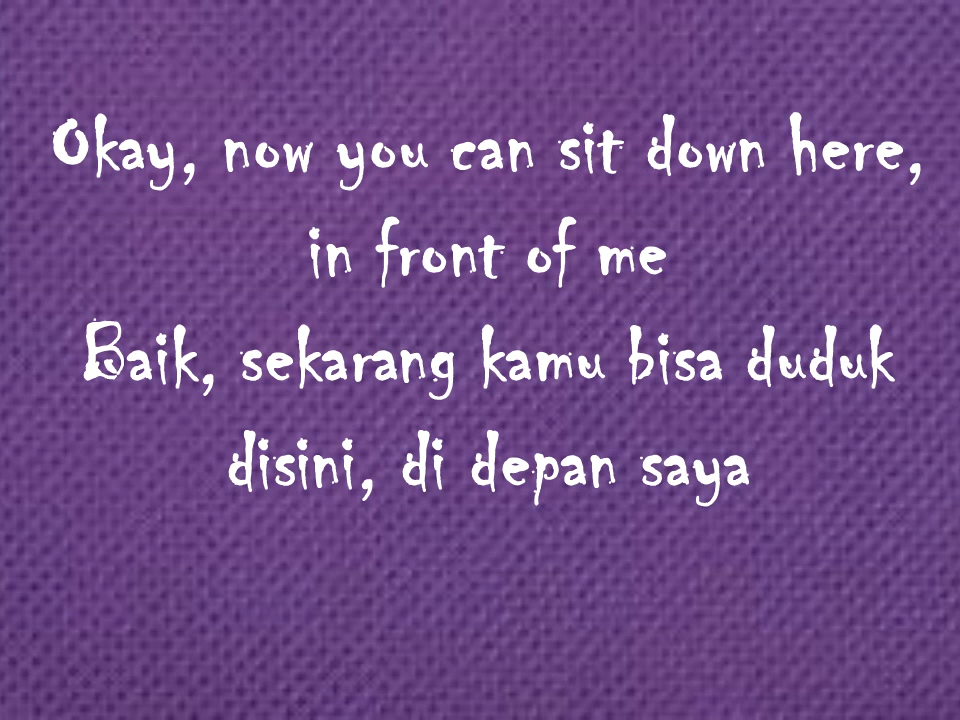 Okay, now you can sit down here,
in front of me
Baik, sekarang kamu bisa duduk
disini, di depan saya